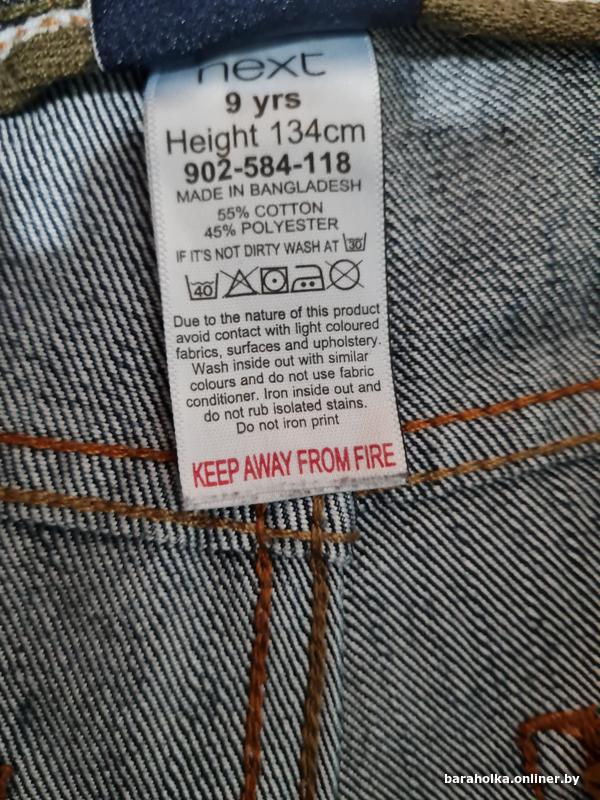 next
9 yrs
Height 134cm
902-584-118
MADE IN BANGLADESH
55% COTTON
45% POLYESTER
IF IT'S NOT DIRTY WASH AT 30
40
Due to the nature of this product
avoid contact with light coloured
fabrics, surfaces and upholstery.
Wash inside out with similar
colours and do not use fabric
conditioner. Iron inside out and
do not rub isolated stains.
Do not iron print
KEEP AWAY FROM FIRE
baraholka.onliner.by